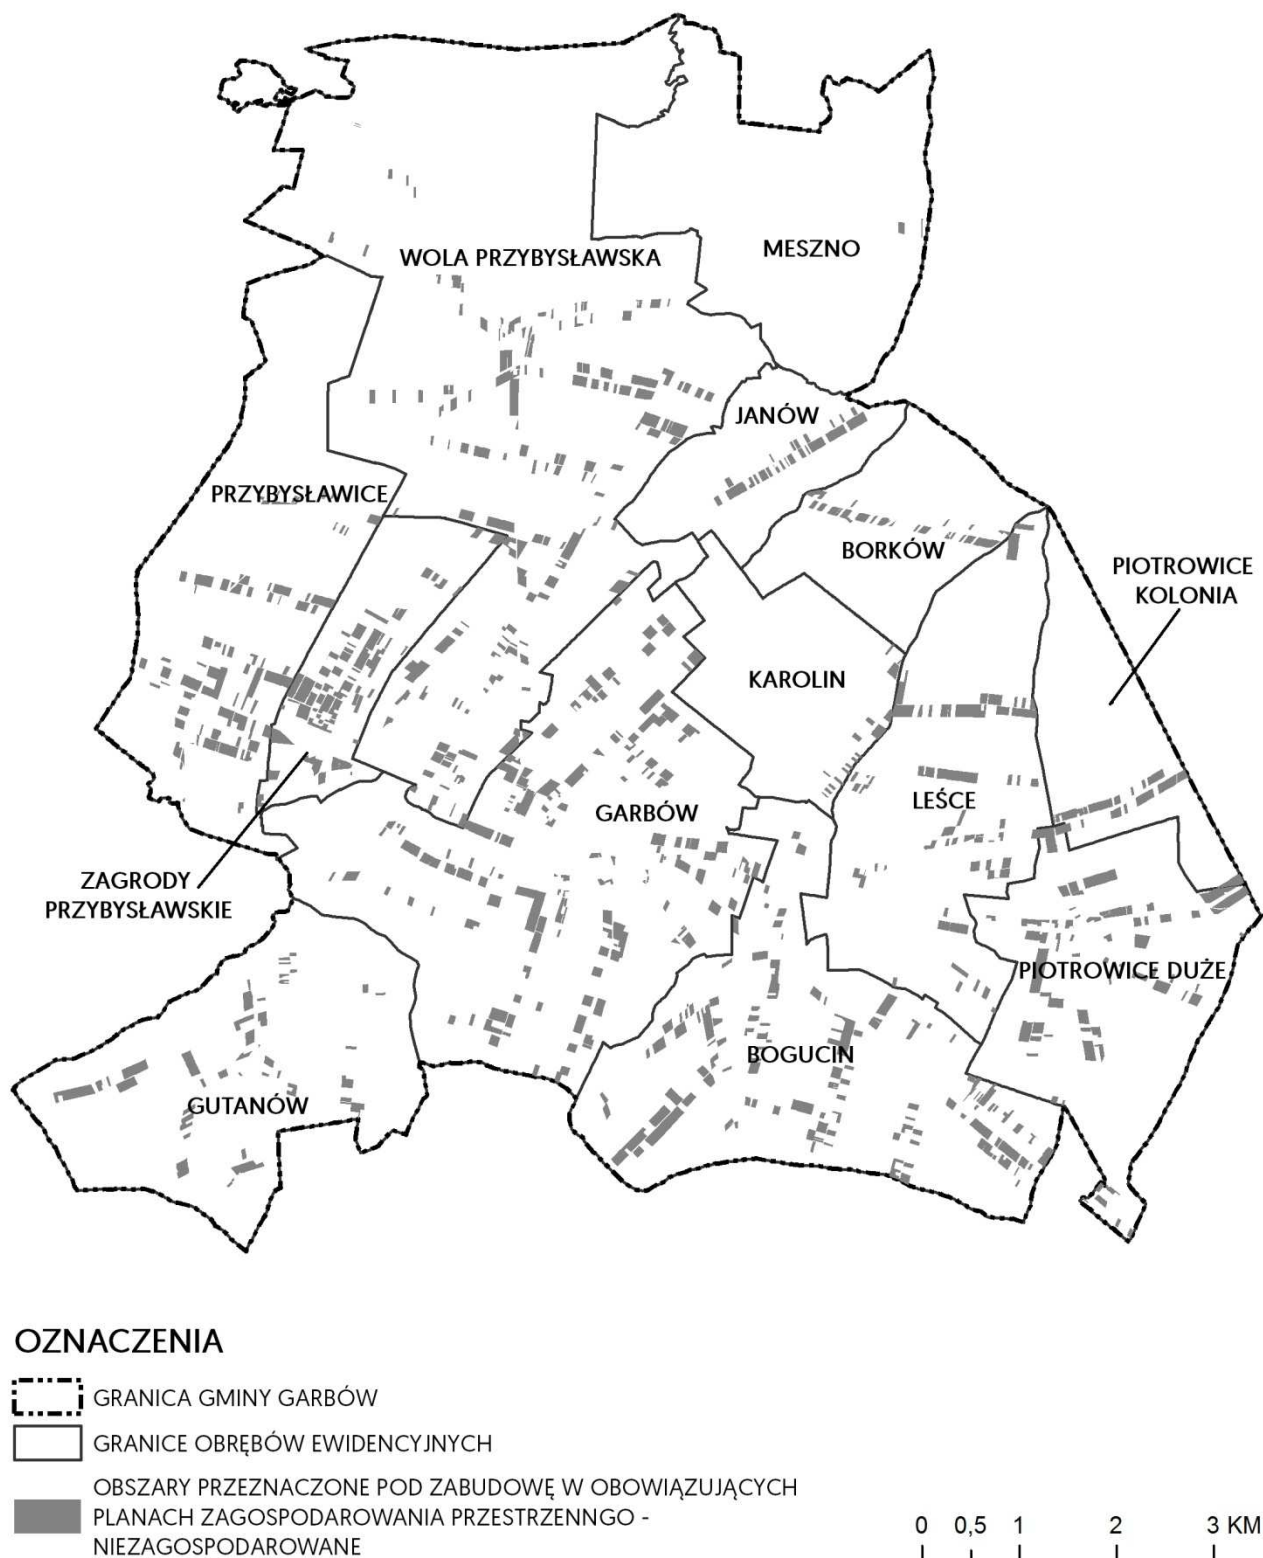 WOLA PRZYBYSŁAWSKA
MESZNO
JANÓW
PRZYBYSŁAWICE
BORKÓW
PIOTROWICE
KOLONIA
KAROLIN
LEŚCE
GARBÓW
ZAGRODY
PRZYBYSŁAWSKIE
PIOTROWICE DUŻE
BOGUCIN
GUTANÓW
OZNACZENIA
GRANICA GMINY GARBÓW
GRANICE OBRĘBÓW EWIDENCYJNYCH
OBSZARY PRZEZNACZONE POD ZABUDOWĘ W OBOWIĄZUJĄCYCH
PLANACH ZAGOSPODAROWANIA PRZESTRZENNGO -
NIEZAGOSPODAROWANE
0 0,5 1 2 3 KM